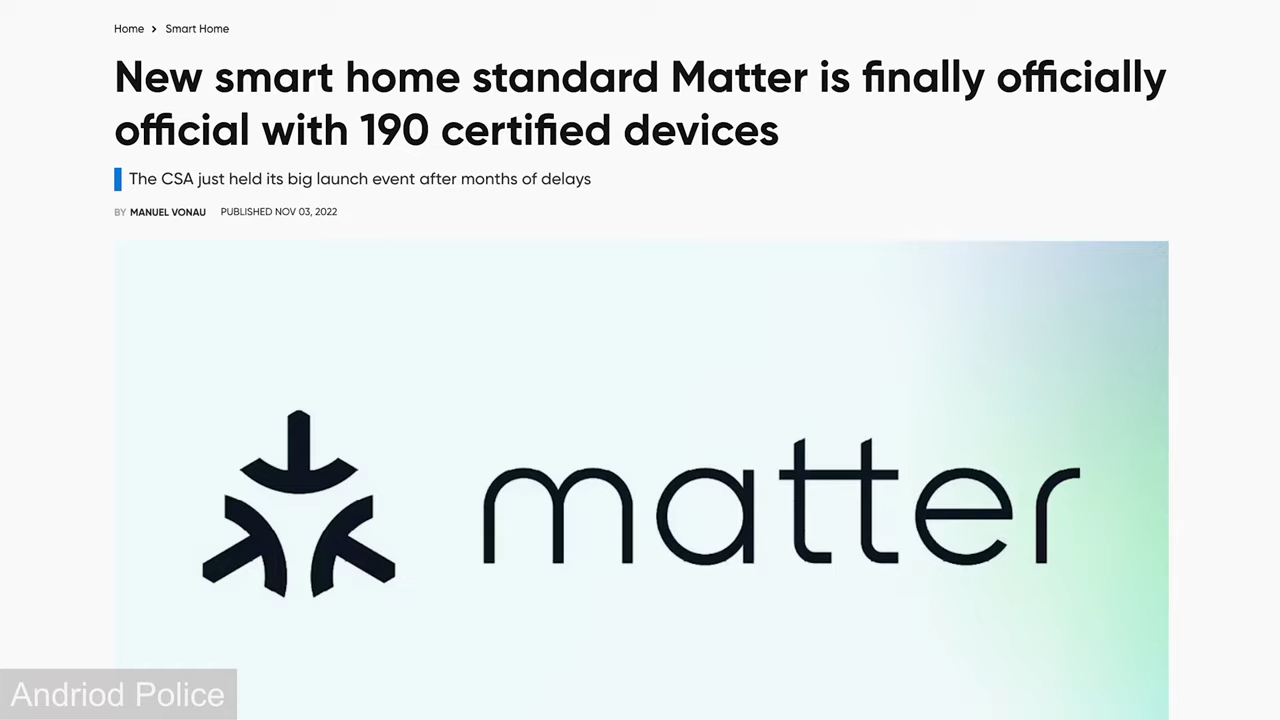 Home > Smart Home
New smart home standard Matter is finally officially
official with 190 certified devices
The CSA just held its big launch event after months of delays
BY MANUEL VONAU PUBLISHED NOV 03, 2022
matter
Andriod Police